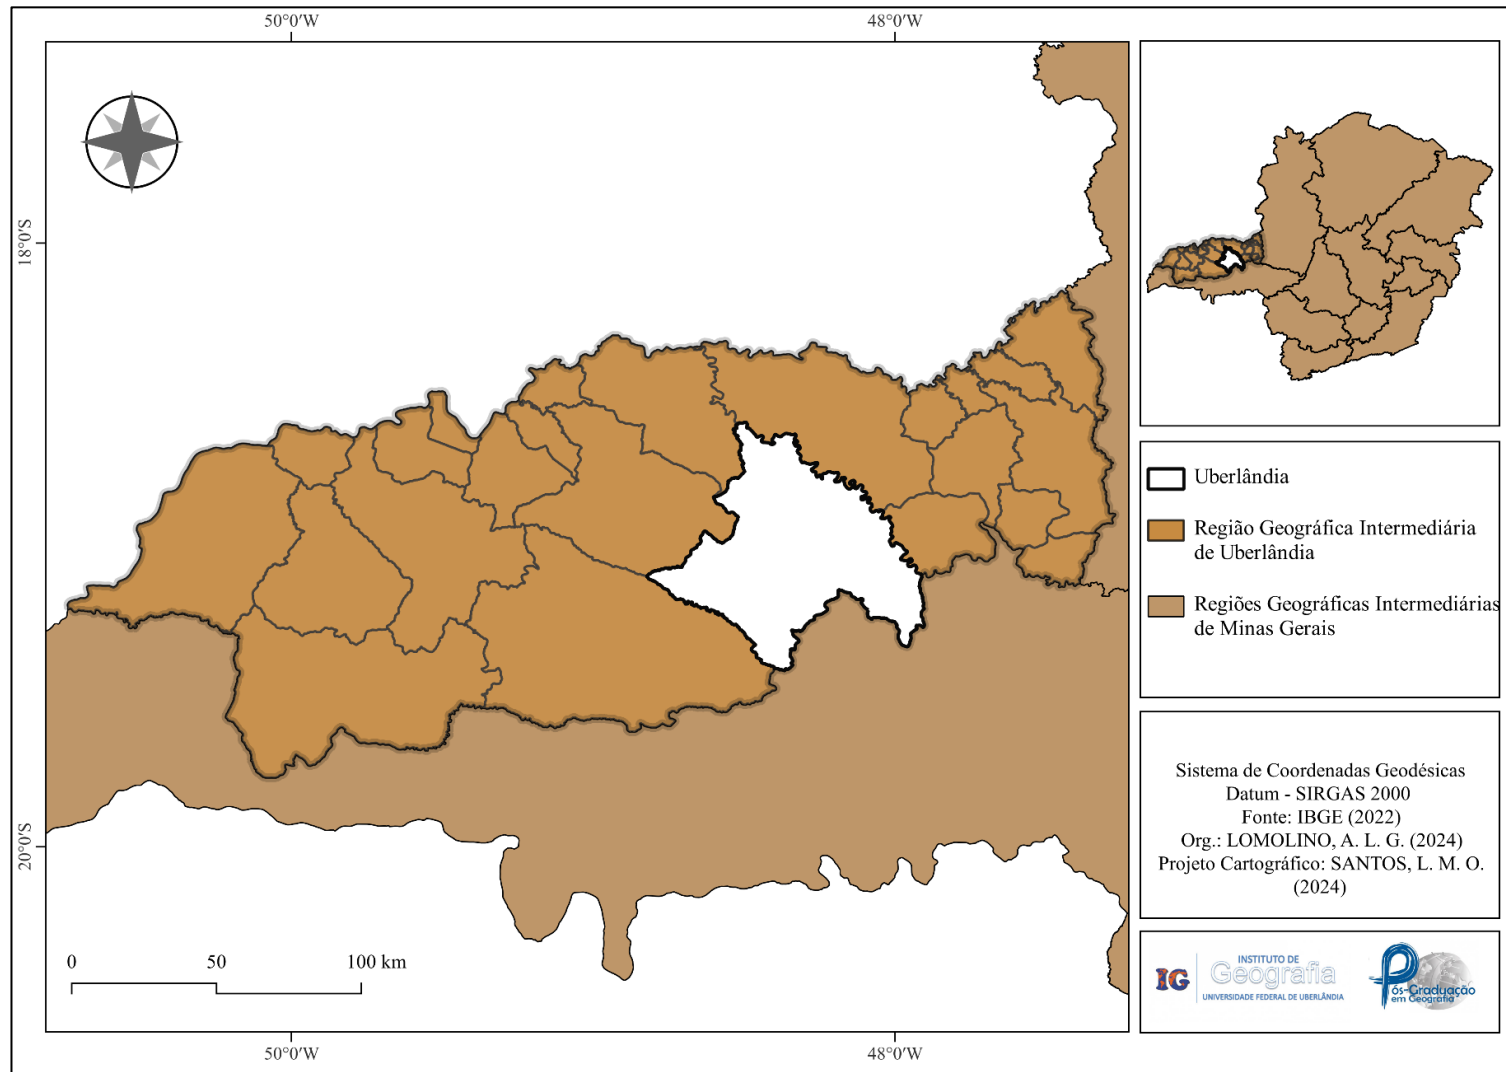 50°0'W
48°0'W
18°0'S
20°0'S
0
50
100 km
50°0'W
48°0'W
Uberlândia
Região Geográfica Intermediária
de Uberlândia
Regiões Geográficas Intermediárias
de Minas Gerais
Sistema de Coordenadas Geodésicas
Datum - SIRGAS 2000
Fonte: IBGE (2022)
Org.: LOMOLINO, A. L. G. (2024)
Projeto Cartográfico: SANTOS, L. M. O.
(2024)
IG
INSTITUTO DE
Geografia
UNIVERSIDADE FEDERAL DE UBERLÂNDIA
Pós-Graduação
em Geografia